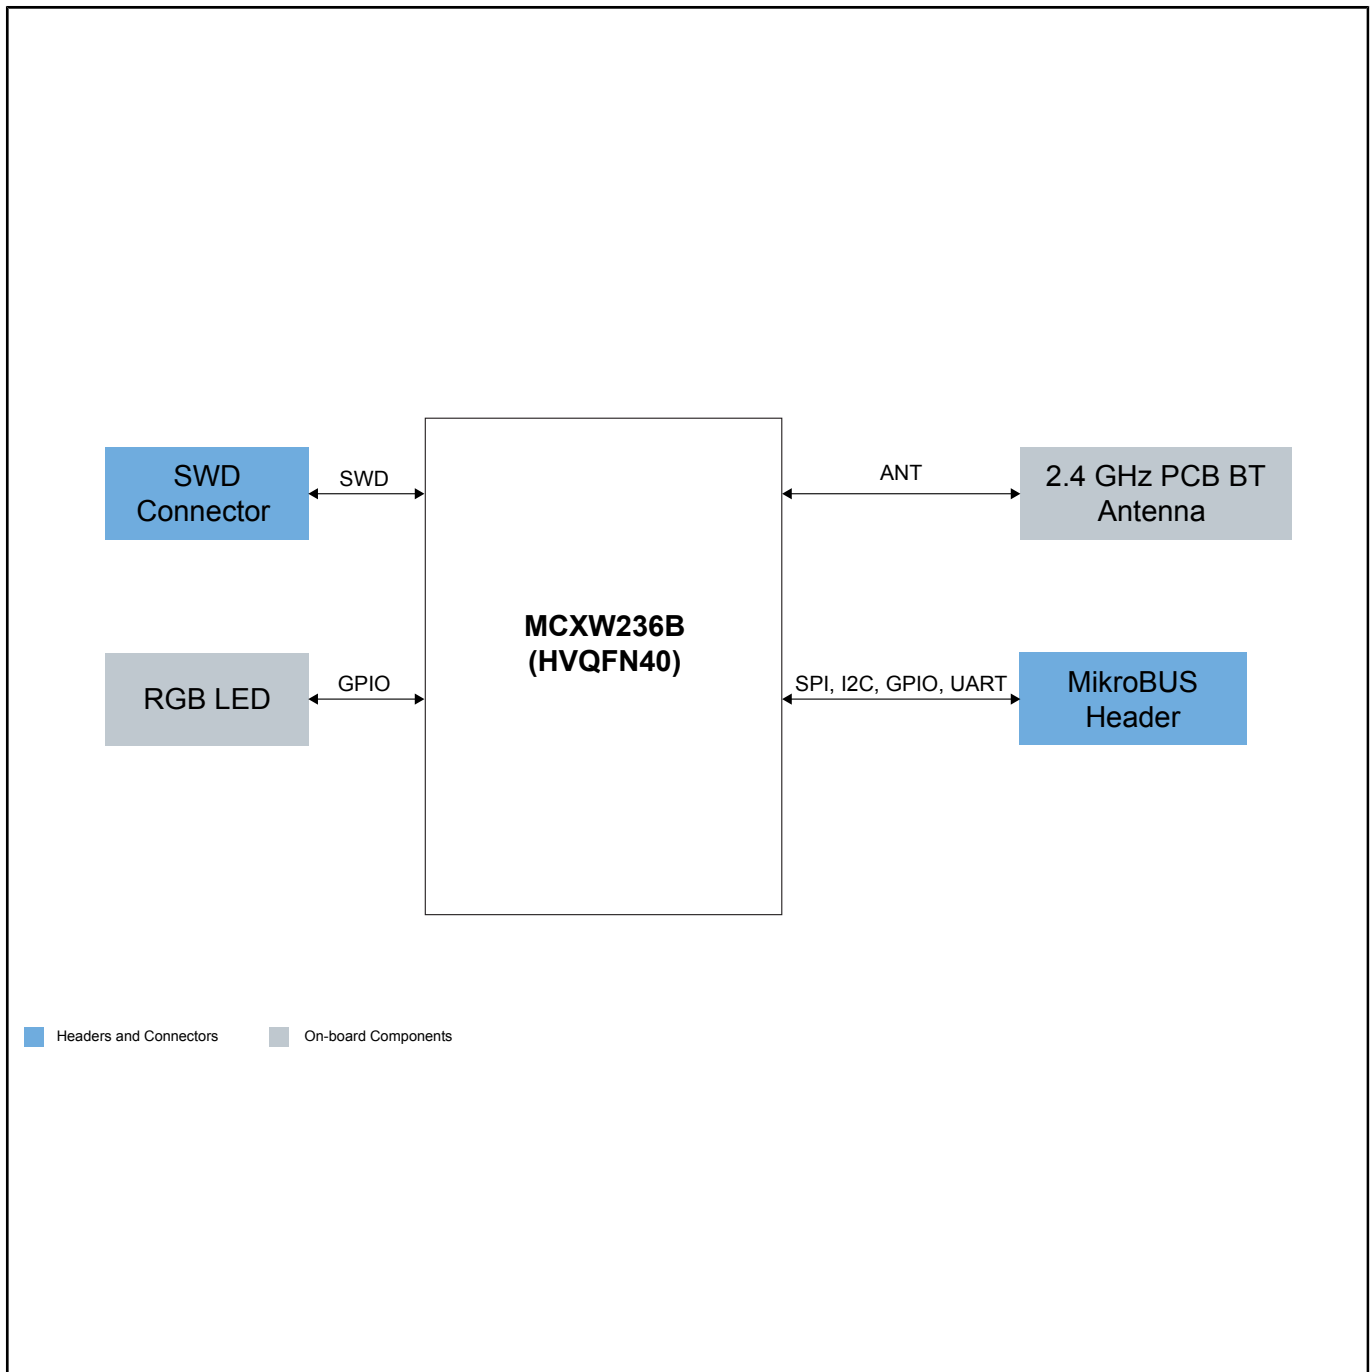 SWD
Connector
SWD
ANT
2.4 GHz PCB BT
Antenna
MCXW236B
(HVQFN40)
RGB LED
GPIO
SPI, I2C, GPIO, UART
MikroBUS
Header
Headers and Connectors
On-board Components